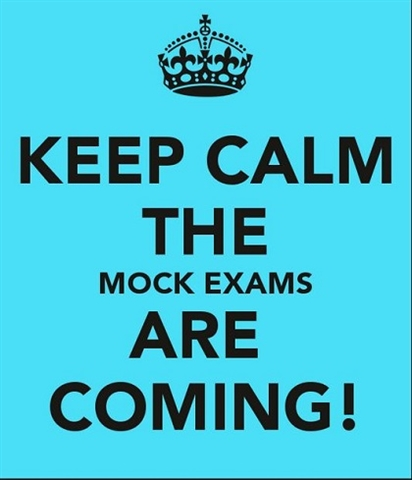 KEEP CALM
THE
MOCK EXAMS
ARE
COMING!